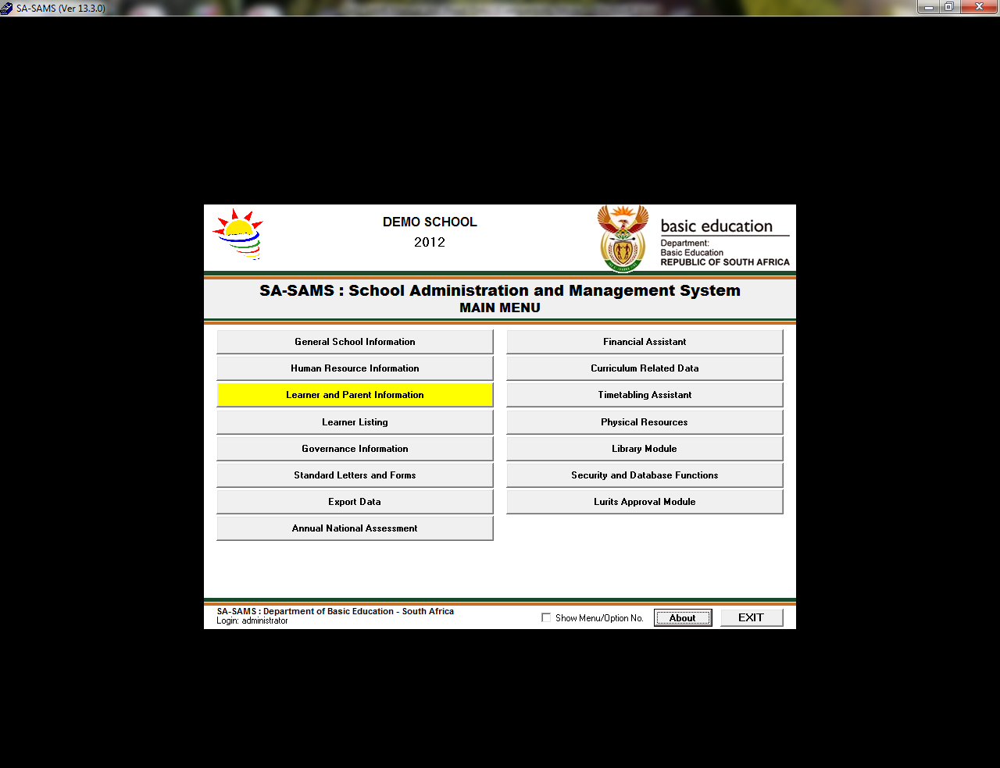 SA-SAMS (Ver 13.3.0)
DEMO SCHOOL
2012
basic education
Department:
Basic Education
REPUBLIC OF SOUTH AFRICA
SA-SAMS : School Administration and Management System
MAIN MENU
General School Information
Human Resource Information
Learner and Parent Information
Learner Listing
Governance Information
Standard Letters and Forms
Export Data
Annual National Assessment
Financial Assistant
Curriculum Related Data
Timetabling Assistant
Physical Resources
Library Module
Security and Database Functions
Lurits Approval Module
SA-SAMS : Department of Basic Education - South Africa
Login: administrator
Show Menu/Option No.
About
EXIT